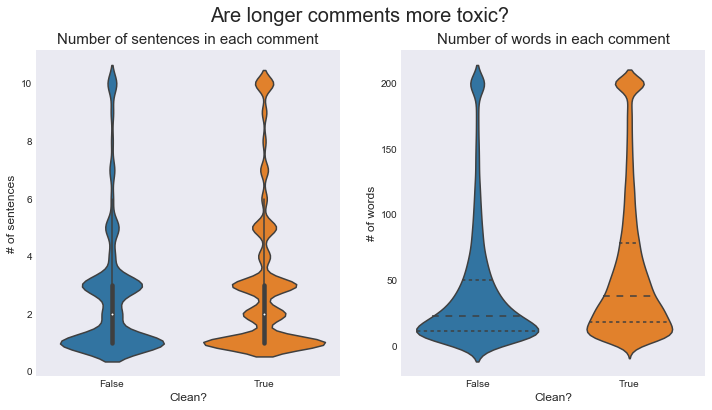 Are longer comments more toxic?
Number of sentences in each comment
10
8
6
4
2
0
# of sentences
False
True
Clean?
Number of words in each comment
200
150
100
50
0
# of words
False
True
Clean?